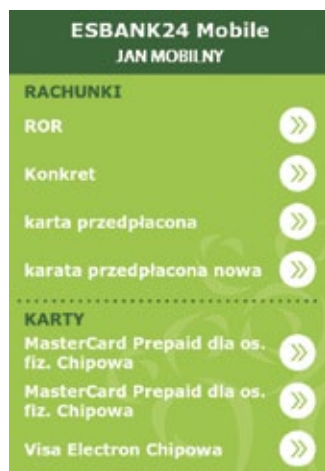 ESBANK24 Mobile
JAN MOBILNY
RACHUNKI
ROR
Konkret
karta przedpłacona
karata przedpłacona nowa
KARTY
MasterCard Prepaid dla os.
fiz. Chipowa
MasterCard Prepaid dla os.
fiz. Chipowa
Visa Electron Chipowa